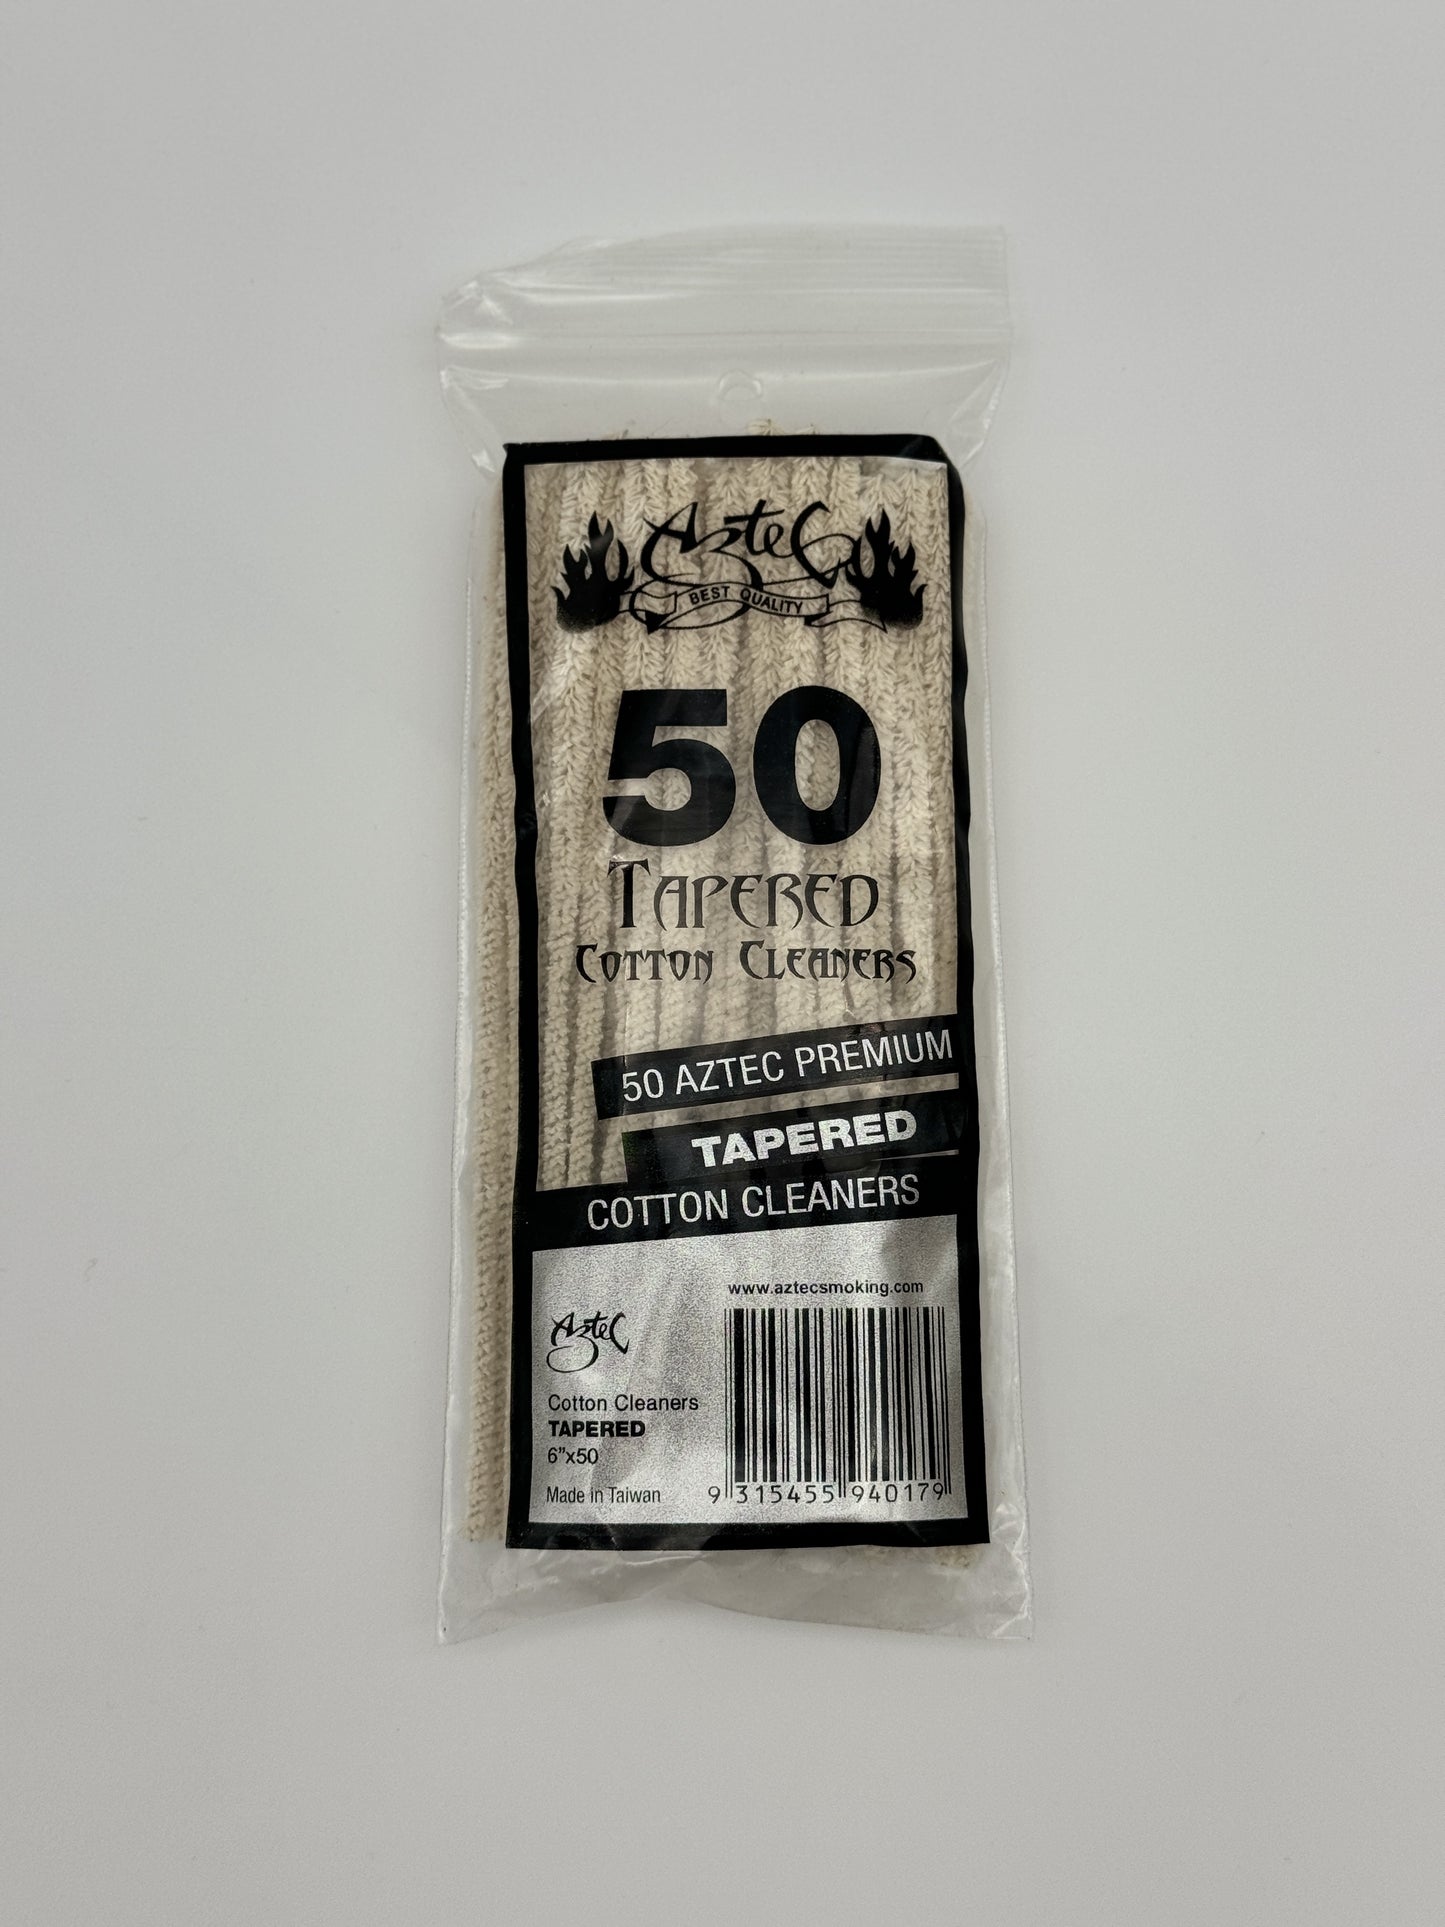 Aztec
BEST QUALITY
50
TAPERED
COTTON CLEANERS
50 AZTEC PREMIUM
TAPERED
COTTON CLEANERS
www.aztecsmoking.com
Aztec
Cotton Cleaners
TAPERED
6"x50
Made in Taiwan
9 315455 940179